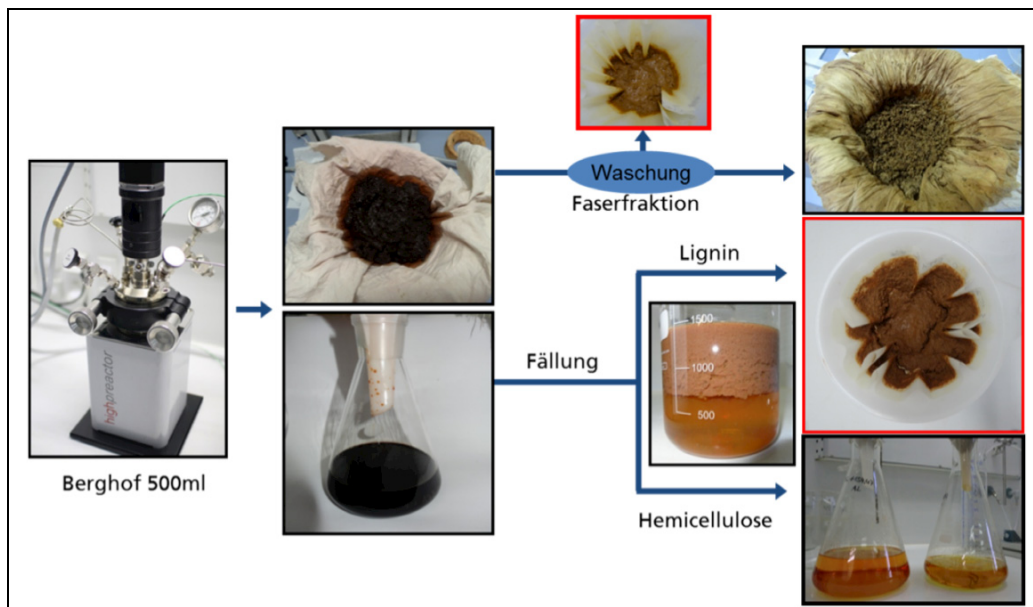 Waschung
Faserfraktion
Lignin
1500
1000
500
Fällung
highpreactor
Berghof 500ml
Hemicellulose